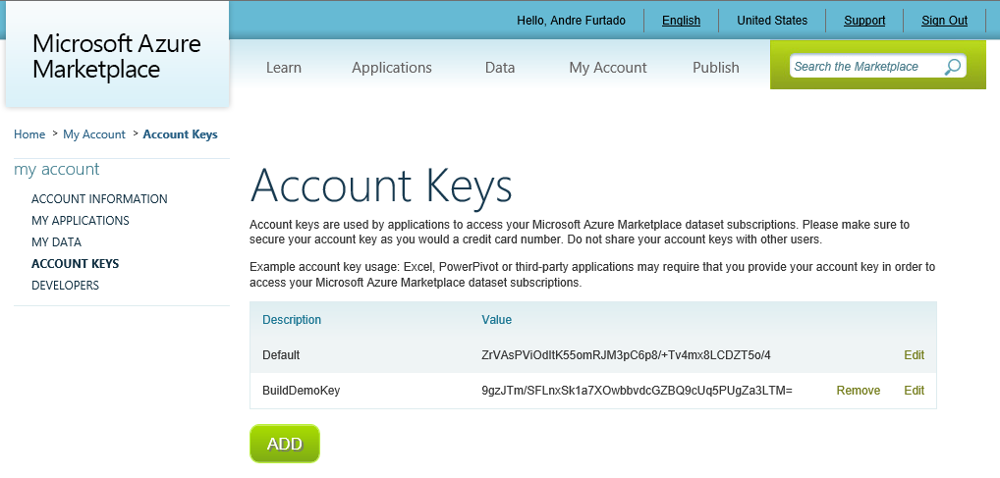 Hello, Andre Furtado English United States Support Sign Out
Microsoft Azure
Marketplace
Learn Applications Data My Account Publish
Search the Marketplace
Home > My Account > Account Keys
my account
ACCOUNT INFORMATION
MY APPLICATIONS
MY DATA
ACCOUNT KEYS
DEVELOPERS
Account Keys
Account keys are used by applications to access your Microsoft Azure Marketplace dataset subscriptions. Please make sure to
secure your account key as you would a credit card number. Do not share your account keys with other users.
Example account key usage: Excel, PowerPivot or third-party applications may require that you provide your account key in order to
access your Microsoft Azure Marketplace dataset subscriptions.
Description Value
Default ZrVAsPViOdItK55omRJM3pC6p8/+Tv4mx8LCDZT5o/4 Edit
BuildDemoKey 9gzJTm/SFLnxSk1a7XOwbbvdcGZBQ9cUq5PUgZa3LTM= Remove Edit
ADD